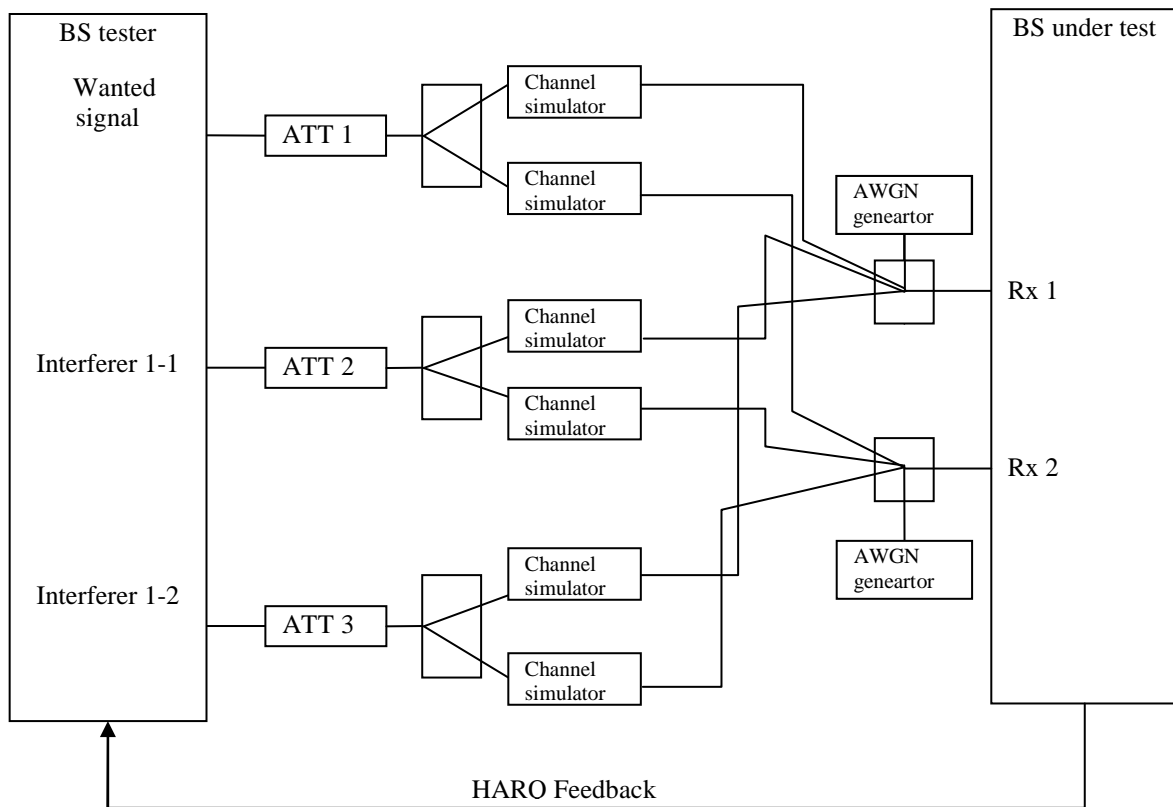 BS tester
Wanted
signal
ATT 1
Channel
simulator
Channel
simulator
AWGN
geneartor
BS under test
Rx 1
Interferer 1-1
ATT 2
Channel
simulator
Channel
simulator
Rx 2
AWGN
geneartor
Interferer 1-2
ATT 3
Channel
simulator
Channel
simulator
HARQ Feedback